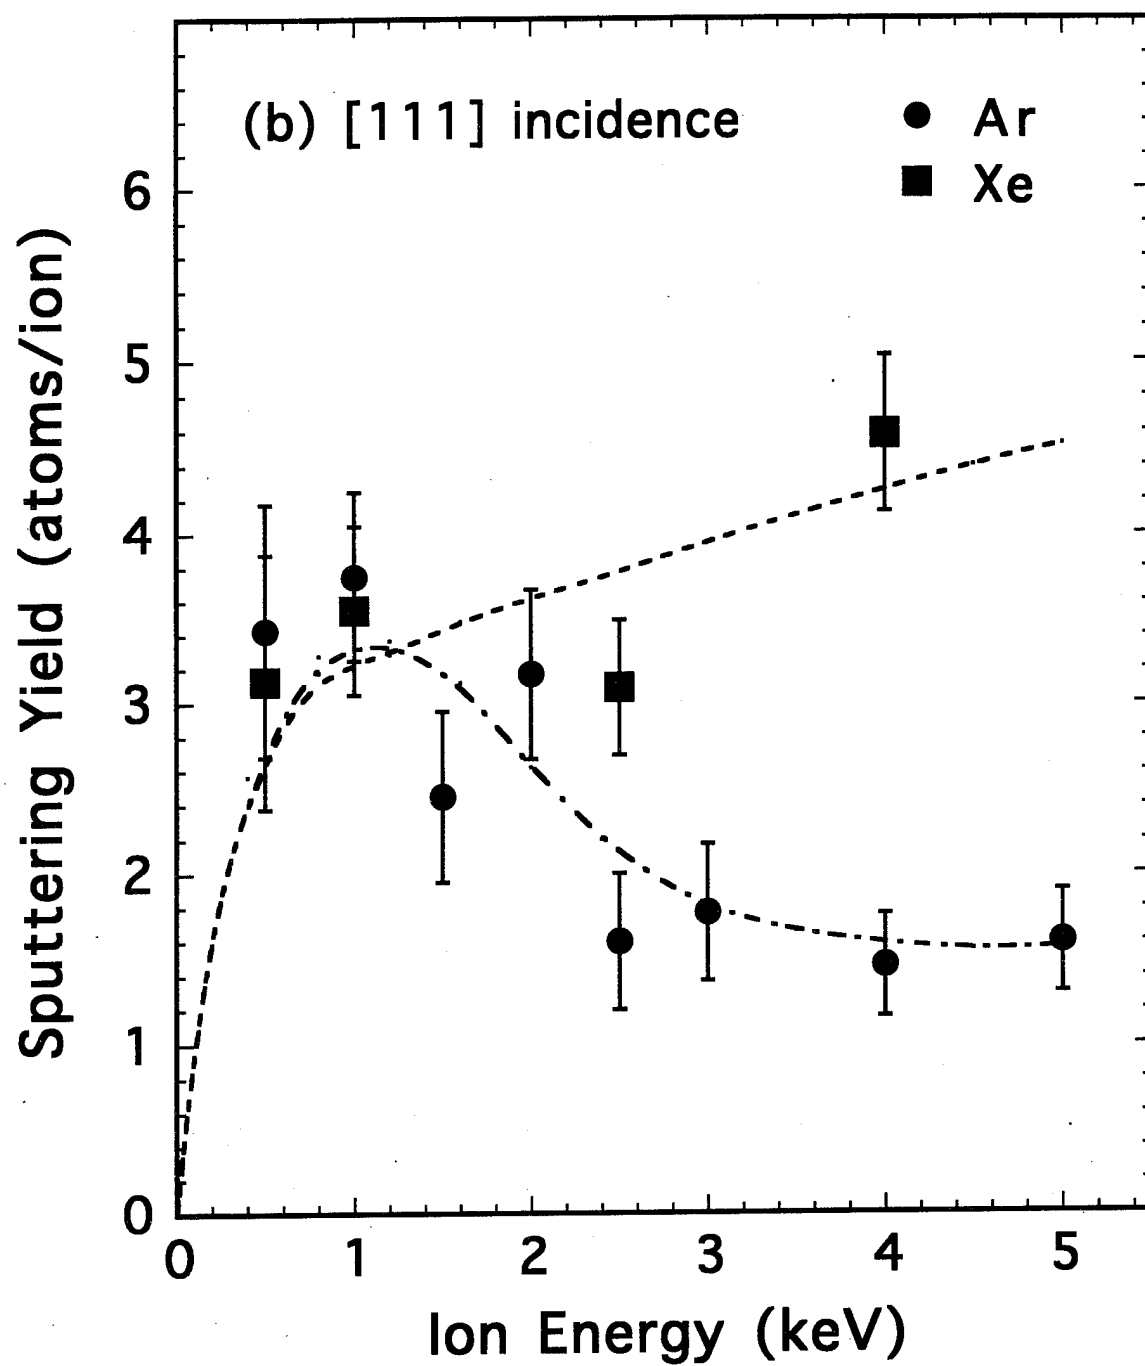 (b) [111] incidence
Ar
Xe
6
5
4
3
2
1
0
0 1 2 3 4 5
Sputtering Yield (atoms/ion)
Ion Energy (keV)